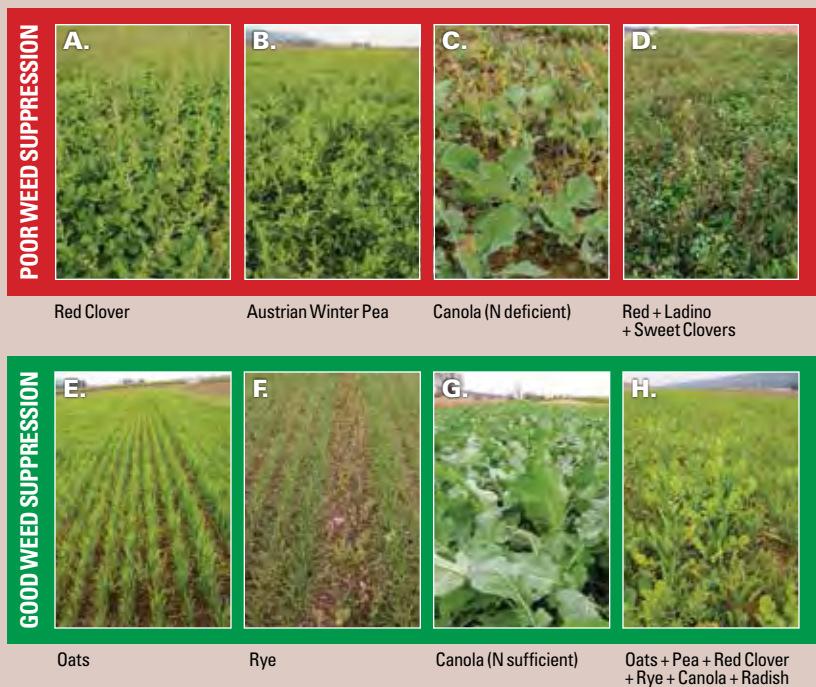 POOR WEED SUPPRESSION
A.
B.
C.
D.
Red Clover
Austrian Winter Pea
Canola (N deficient)
Red + Ladino
+ Sweet Clovers
GOOD WEED SUPPRESSION
E.
F.
G.
H.
Oats
Rye
Canola (N sufficient)
Oats + Pea + Red Clover
+ Rye + Canola + Radish